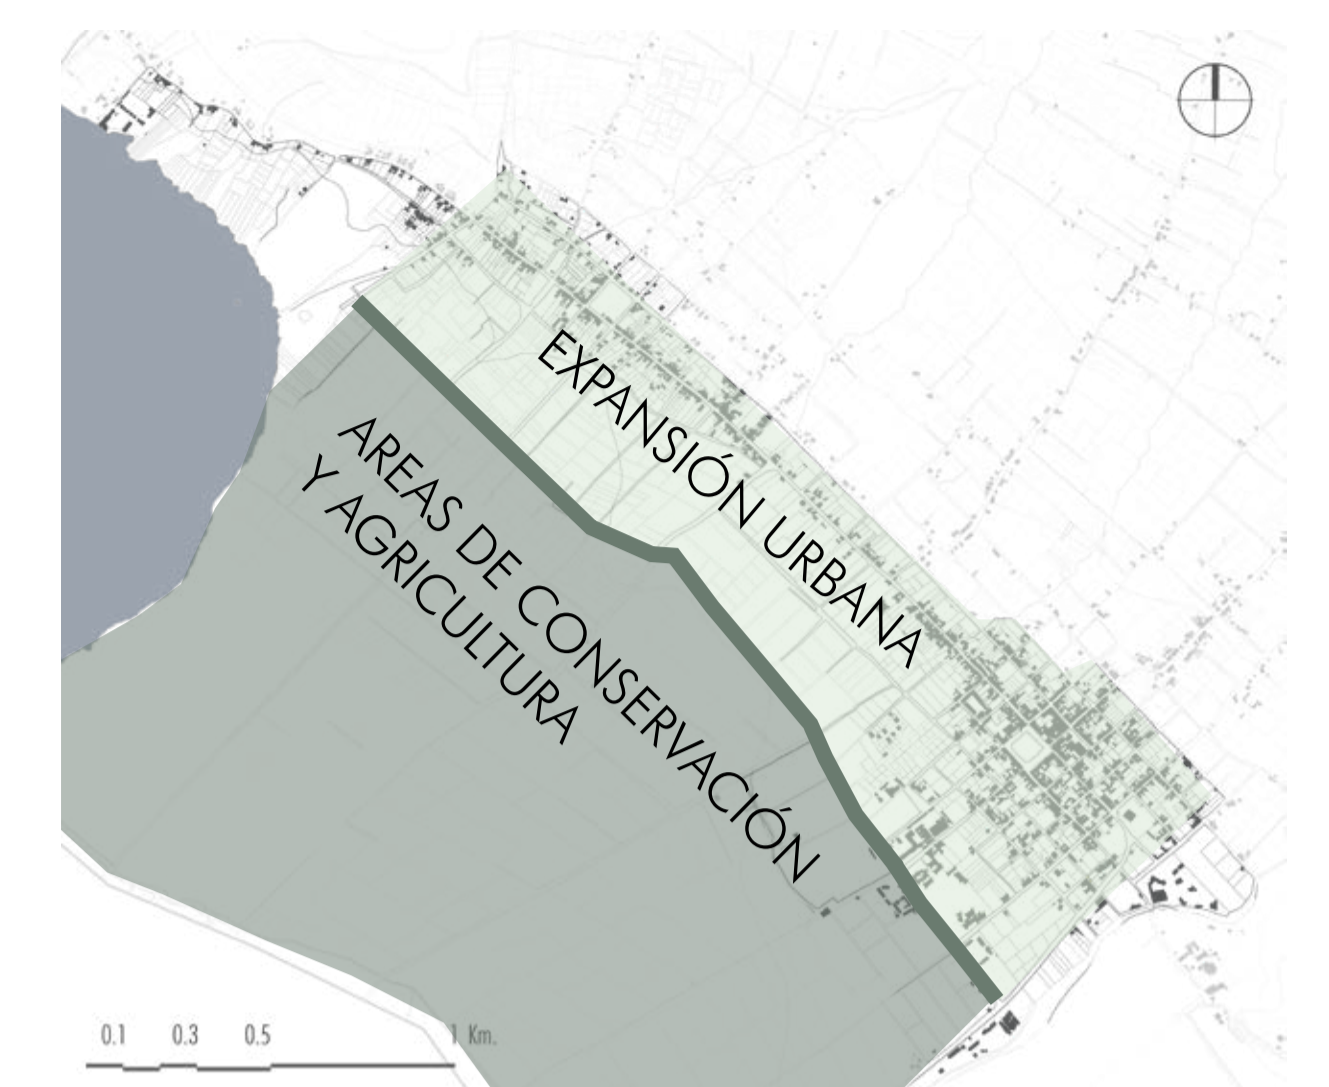 EXPANSIÓN URBANA
AREAS DE CONSERVACIÓN
Y AGRICULTURA
0.1 0.3 0.5 1 Km.